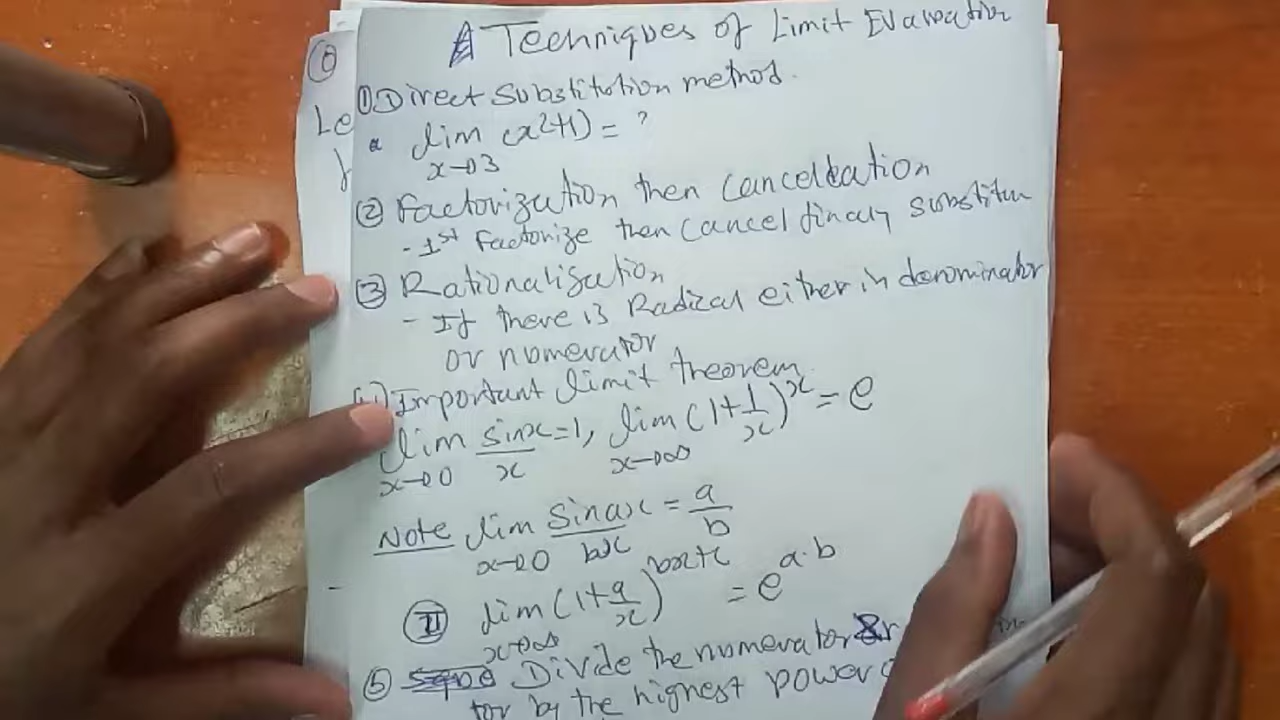 Techniques of Limit Evaluation
① Direct Substitution method.
lim (x²+1) = ?
x→3
② Factorization then Cancellation
- 1st Factorize then Cancel finally
③ Rationalisation
- If there is Radical either in denominator
or numerator
Important limit theorem
lim sinx/x = 1, lim (1+1/x)^x = e
x→0 x→∞
Note lim sinax/bx = a/b
x→0
II lim (1+a/x)^bx+c = e^a·b
x→∞
⑤ Divide the numerator
tor by the highest power
Le